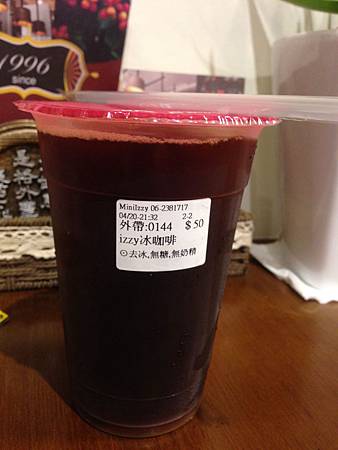 1996
since
MiniIzzy 06-2381717
04/20-21:32 2-2
外帶:0144 $50
izzy冰咖啡
⊙去冰,無糖,無奶精